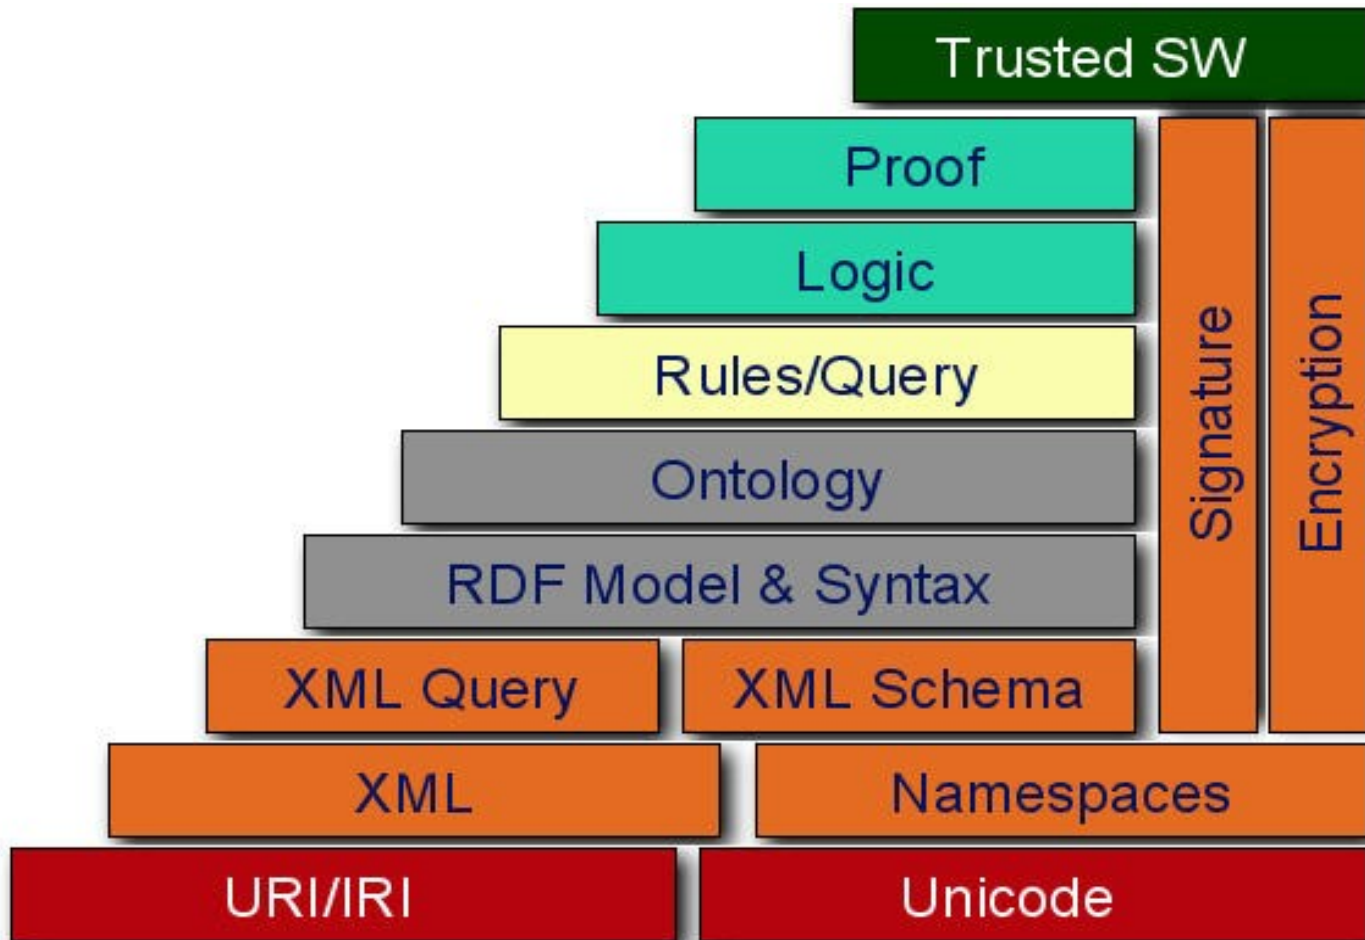 Trusted SW
Proof
Logic
Rules/Query
Ontology
RDF Model & Syntax
XML Query
XML Schema
Signature
Encryption
XML
Namespaces
URI/IRI
Unicode